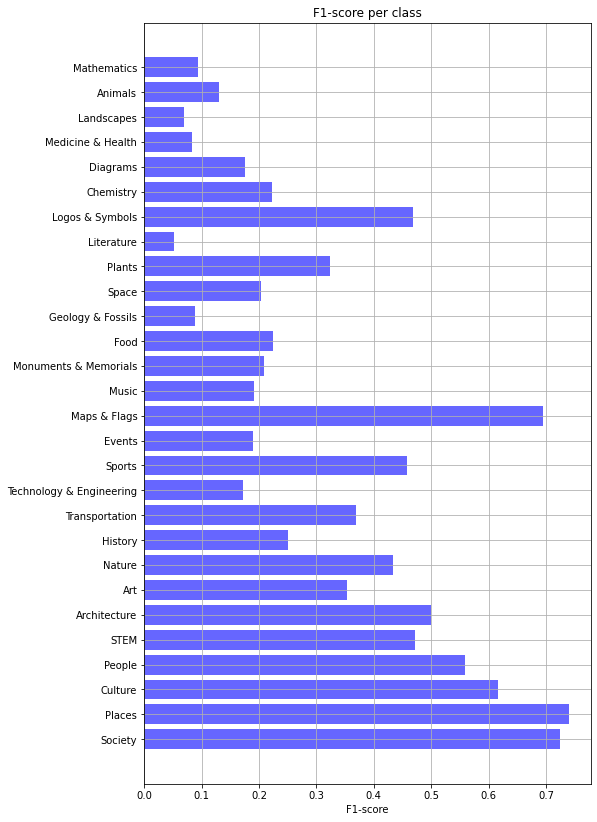 F1-score per class
Mathematics
Animals
Landscapes
Medicine & Health
Diagrams
Chemistry
Logos & Symbols
Literature
Plants
Space
Geology & Fossils
Food
Monuments & Memorials
Music
Maps & Flags
Events
Sports
Technology & Engineering
Transportation
History
Nature
Art
Architecture
STEM
People
Culture
Places
Society
0.0 0.1 0.2 0.3 0.4 0.5 0.6 0.7
F1-score